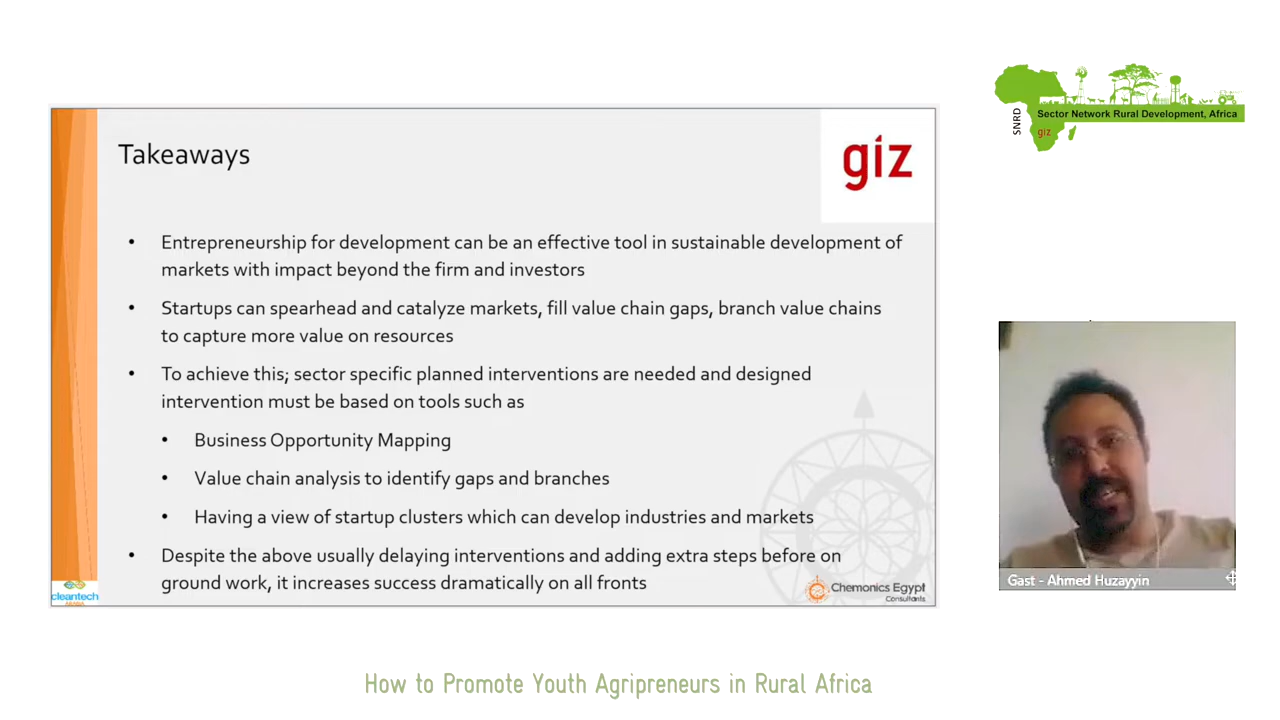 Takeaways
giz
• Entrepreneurship for development can be an effective tool in sustainable development of
markets with impact beyond the firm and investors
• Startups can spearhead and catalyze markets, fill value chain gaps, branch value chains
to capture more value on resources
• To achieve this; sector specific planned interventions are needed and designed
intervention must be based on tools such as
• Business Opportunity Mapping
• Value chain analysis to identify gaps and branches
• Having a view of startup clusters which can develop industries and markets
• Despite the above usually delaying interventions and adding extra steps before on
ground work, it increases success dramatically on all fronts
cleantech
Chemonics Egypt
Consultants
SNRD
Sector Network Rural Development, Africa
giz
Gast - Ahmed Huzayyin
How to Promote Youth Agripreneurs in Rural Africa